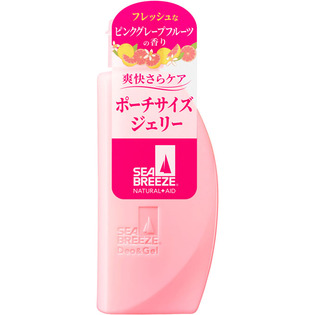 フレッシュな
ピンクグレープフルーツ
の香り
爽快さらケア
ポーチサイズ
ジェリー
SEA
BREEZE®
NATURAL+AID
SEA
BREEZE
Deo&Gel